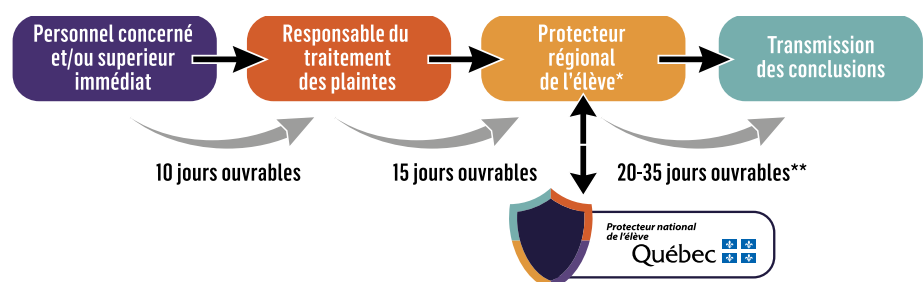 Personnel concerné
et/ou superieur
immédiat
Responsable du
traitement
des plaintes
Protecteur
régional
de l'élève*
Transmission
des conclusions
10 jours ouvrables
15 jours ouvrables
20-35 jours ouvrables**
Protecteur national
de l'élève
Québec